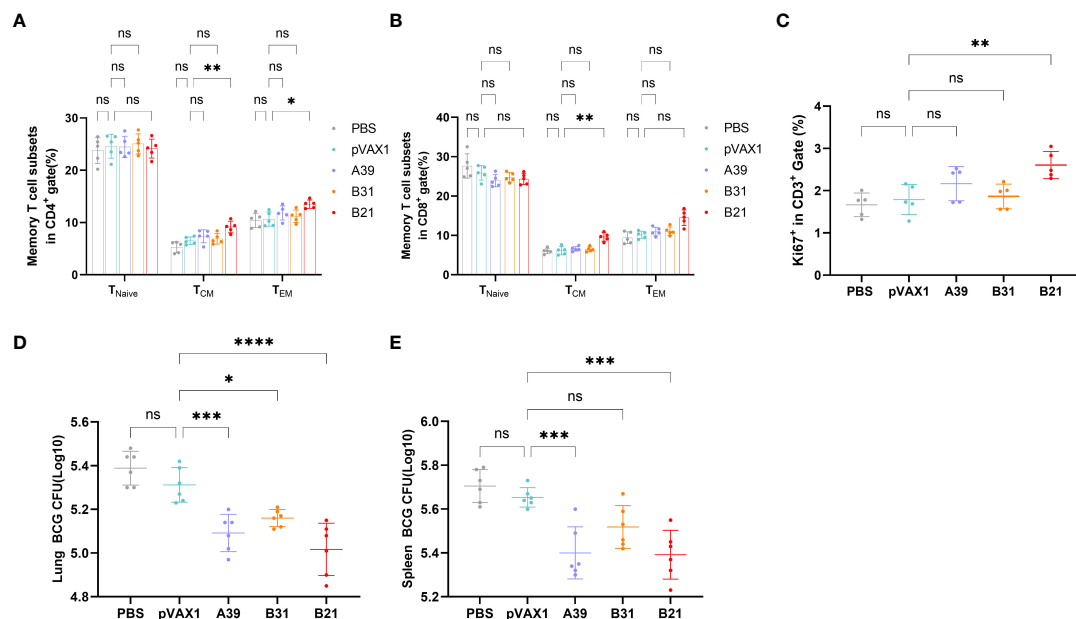 A
B
C
ns
ns
ns
ns
ns
ns
ns
ns
**
ns
ns
ns
ns
*
ns
ns
ns
ns
ns
ns
ns
ns
**
ns
ns
ns
ns
**
ns
ns
ns
Memory T cell subsets
in CD4+ gate(%)
30
20
10
0
TNaive
TCM
TEM
PBS
pVAX1
A39
B31
B21
Memory T cell subsets
in CD8+ gate(%)
40
30
20
10
0
TNaive
TCM
TEM
PBS
pVAX1
A39
B31
B21
Ki67+ in CD3+ Gate (%)
4
3
2
1
0
PBS
pVAX1
A39
B31
B21
D
E
****
*
ns
***
Lung BCG CFU(Log10)
5.6
5.4
5.2
5.0
4.8
PBS
pVAX1
A39
B31
B21
***
ns
ns
***
Spleen BCG CFU(Log10)
6.0
5.8
5.6
5.4
5.2
PBS
pVAX1
A39
B31
B21